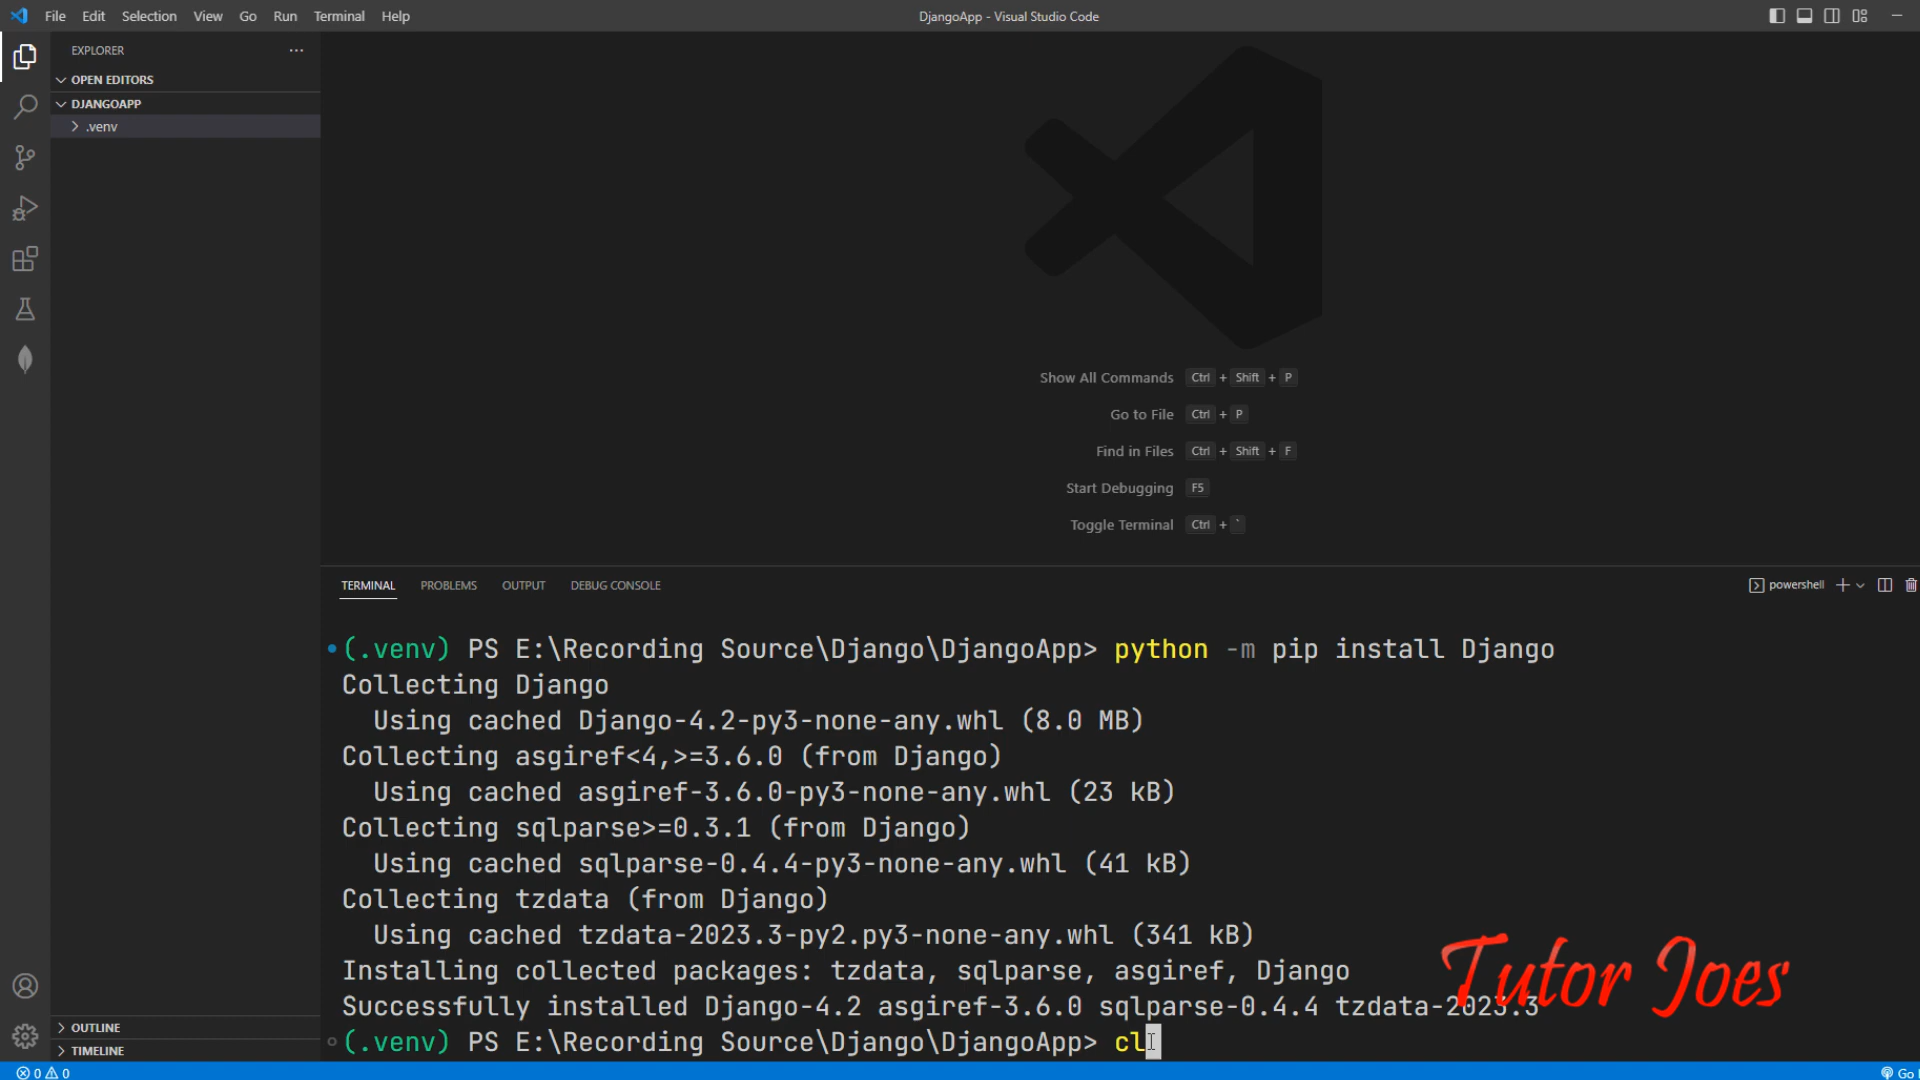 File Edit Selection View Go Run Terminal Help
DjangoApp - Visual Studio Code
EXPLORER
OPEN EDITORS
DJANGOAPP
.venv
Show All Commands Ctrl + Shift + P
Go to File Ctrl + P
Find in Files Ctrl + Shift + F
Start Debugging F5
Toggle Terminal Ctrl + `
TERMINAL PROBLEMS OUTPUT DEBUG CONSOLE
powershell
(.venv) PS E:\Recording Source\Django\DjangoApp> python -m pip install Django
Collecting Django
Using cached Django-4.2-py3-none-any.whl (8.0 MB)
Collecting asgiref<4,>=3.6.0 (from Django)
Using cached asgiref-3.6.0-py3-none-any.whl (23 kB)
Collecting sqlparse>=0.3.1 (from Django)
Using cached sqlparse-0.4.4-py3-none-any.whl (41 kB)
Collecting tzdata (from Django)
Using cached tzdata-2023.3-py2.py3-none-any.whl (341 kB)
Installing collected packages: tzdata, sqlparse, asgiref, Django
Successfully installed Django-4.2 asgiref-3.6.0 sqlparse-0.4.4 tzdata-2023.3
(.venv) PS E:\Recording Source\Django\DjangoApp> cl
Tutor Joes
OUTLINE
TIMELINE
0 0
Go